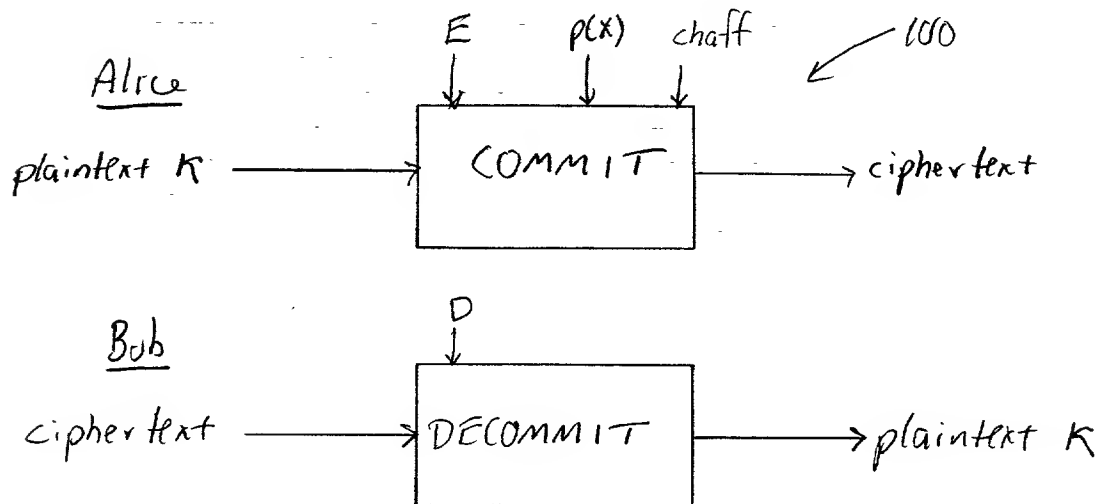 E p(x) chaff 100
Alice
plaintext K COMMIT ciphertext
D
Bob
ciphertext DECOMMIT plaintext K